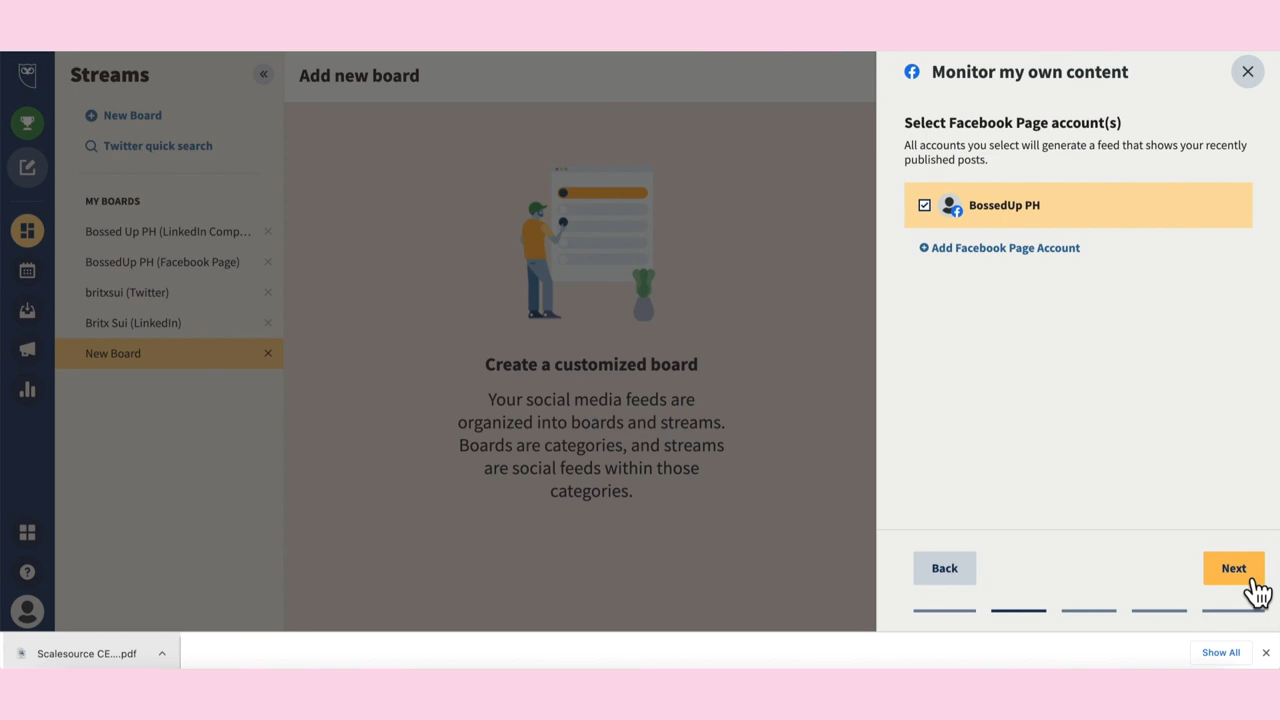 Streams
«
New Board
Twitter quick search
MY BOARDS
Bossed Up PH (LinkedIn Comp...
BossedUp PH (Facebook Page)
britxsui (Twitter)
Britx Sui (LinkedIn)
New Board
Add new board
Create a customized board
Your social media feeds are
organized into boards and streams.
Boards are categories, and streams
are social feeds within those
categories.
Monitor my own content
Select Facebook Page account(s)
All accounts you select will generate a feed that shows your recently
published posts.
BossedUp PH
Add Facebook Page Account
Back
Next
Scalesource CE....pdf
Show All